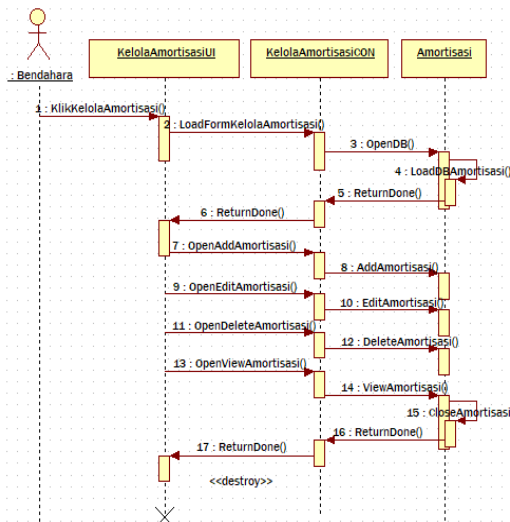 : Bendahara
KelolaAmortisasiUI
KelolaAmortisasiCON
Amortisasi
1 : KlikKelolaAmortisasi()
2 : LoadFormKelolaAmortisasi()
3 : OpenDB()
4 : LoadDBAmortisasi()
5 : ReturnDone()
6 : ReturnDone()
7 : OpenAddAmortisasi()
8 : AddAmortisasi()
9 : OpenEditAmortisasi()
10 : EditAmortisasi()
11 : OpenDeleteAmortisasi()
12 : DeleteAmortisasi()
13 : OpenViewAmortisasi()
14 : ViewAmortisasi()
15 : CloseAmortisasi()
16 : ReturnDone()
17 : ReturnDone()
<<destroy>>